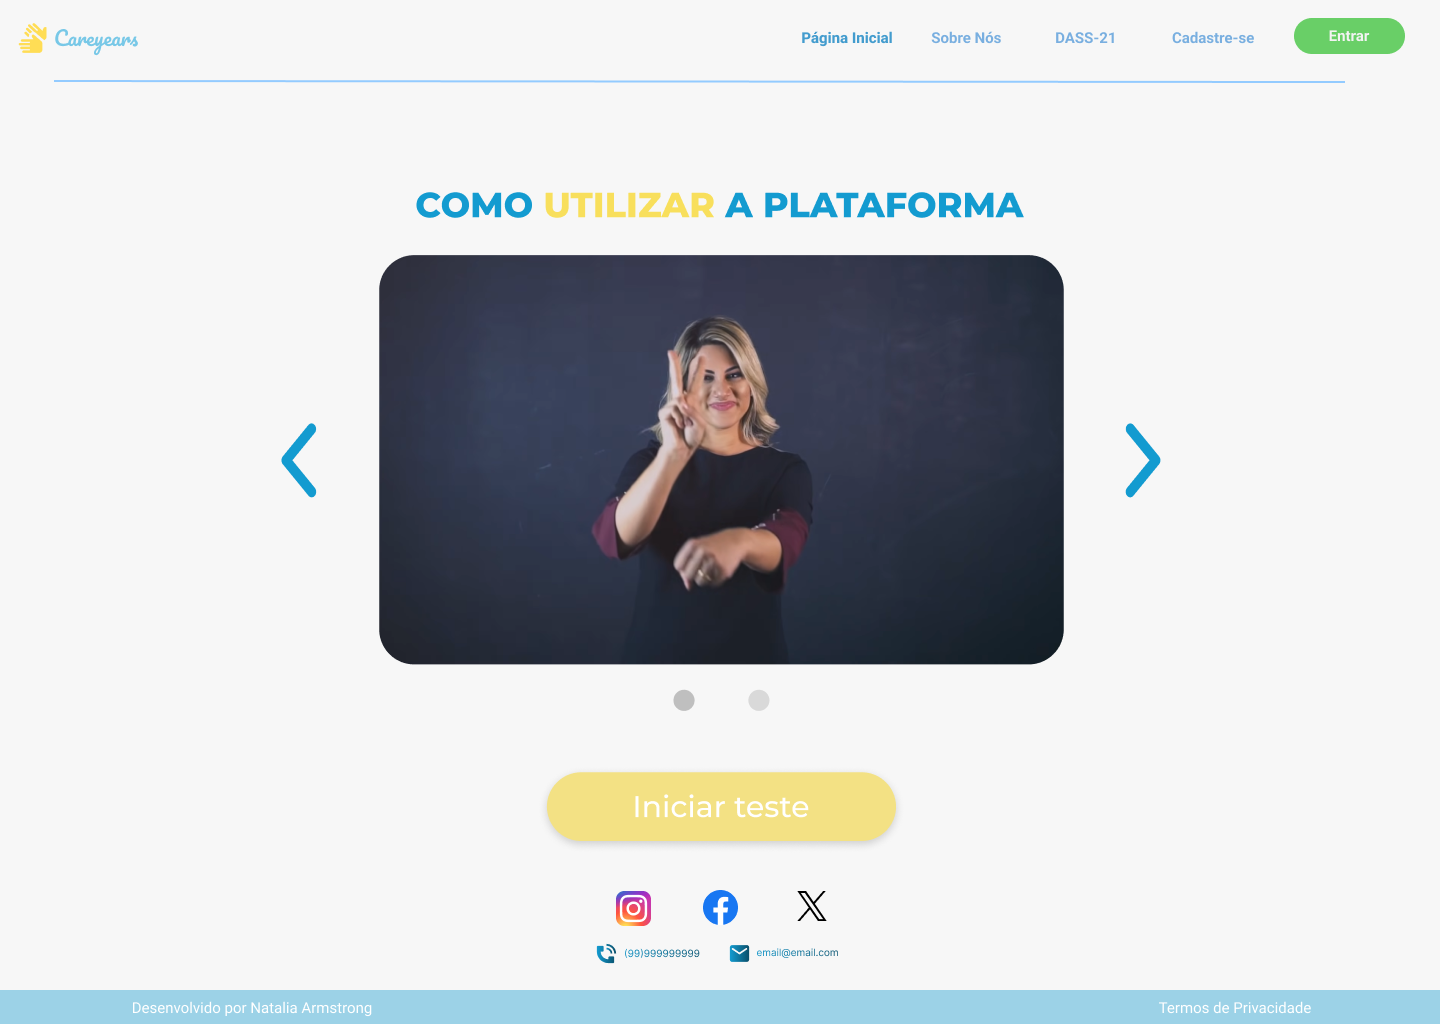 Careyears
Página Inicial
Sobre Nós
DASS-21
Cadastre-se
Entrar
COMO UTILIZAR A PLATAFORMA
Iniciar teste
(99)999999999
email@email.com
Desenvolvido por Natalia Armstrong
Termos de Privacidade